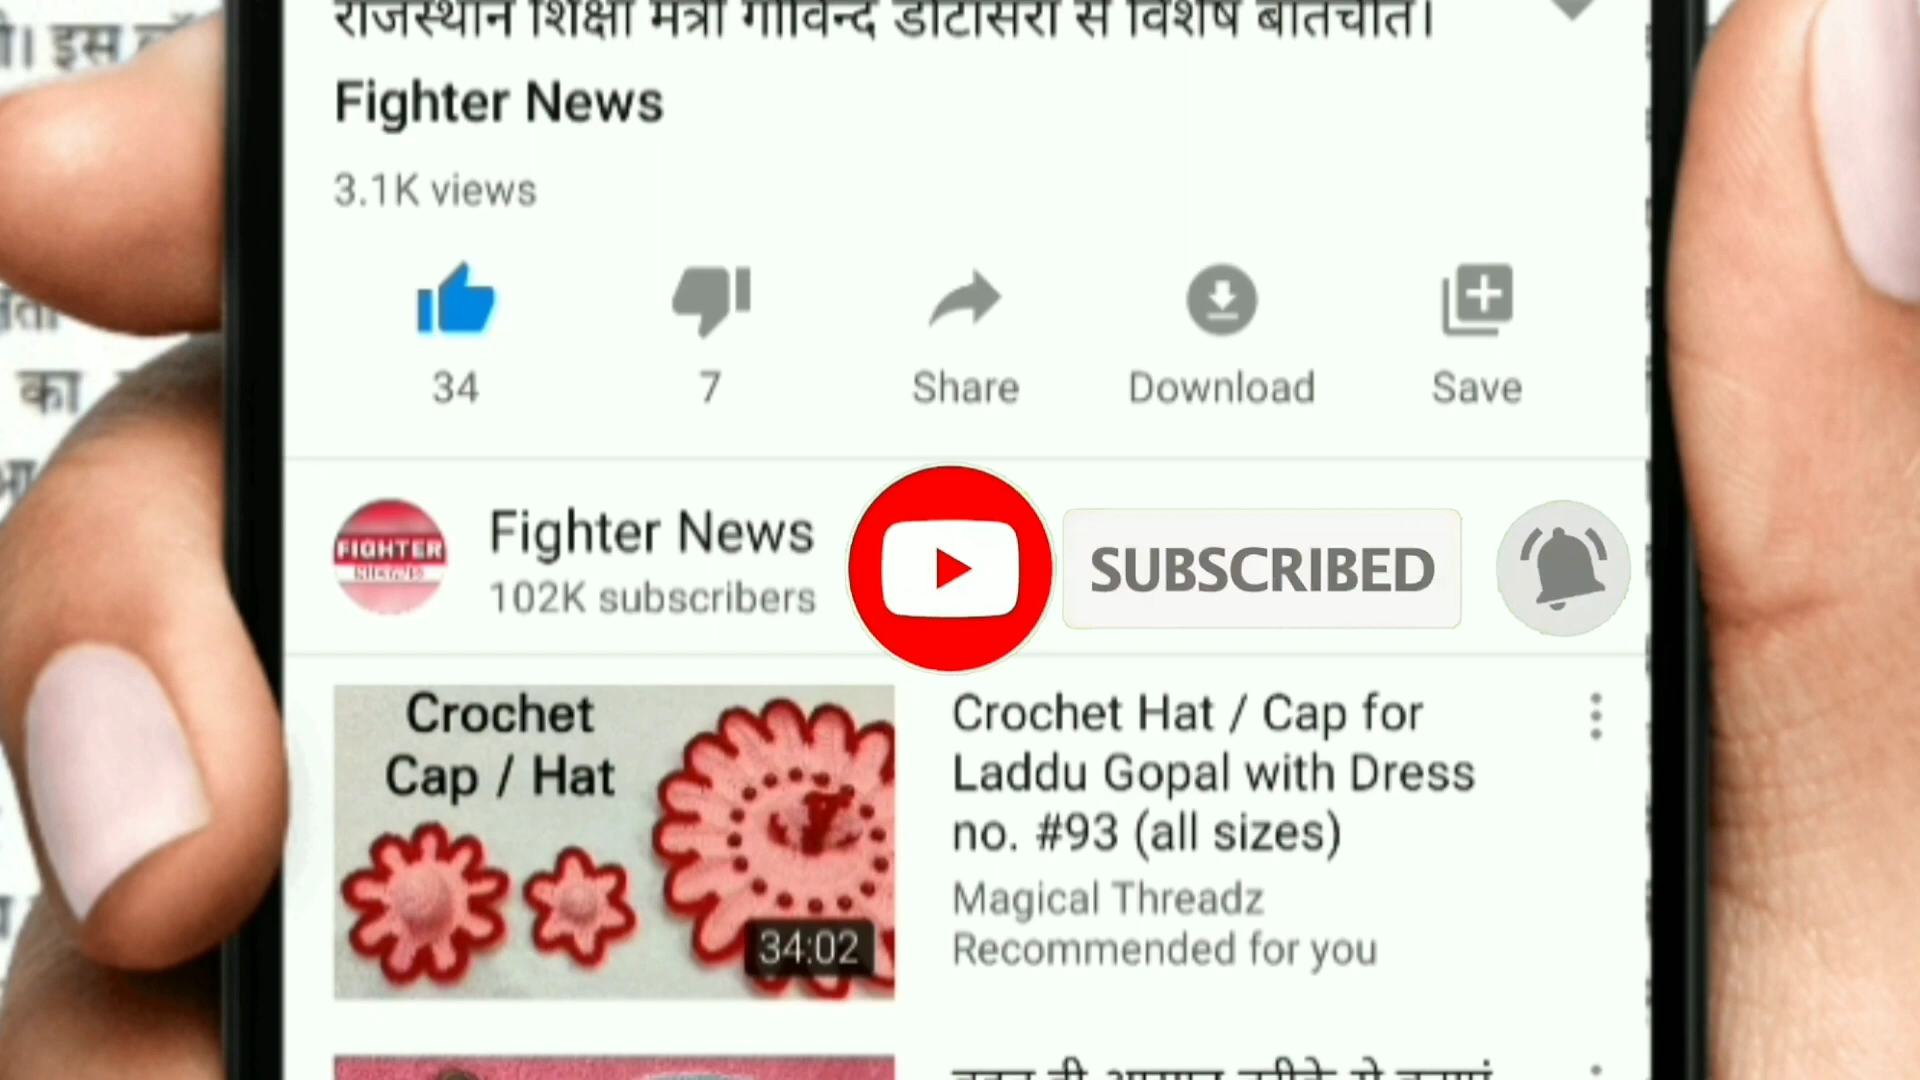 राजस्थान शिक्षा मंत्री गोविन्द डोटासरा से विशेष बातचीत।
Fighter News
3.1K views
34
7
Share
Download
Save
Fighter News
102K subscribers
FIGHTER
SUBSCRIBED
Crochet
Cap / Hat
34:02
Crochet Hat / Cap for
Laddu Gopal with Dress
no. #93 (all sizes)
Magical Threadz
Recommended for you
का